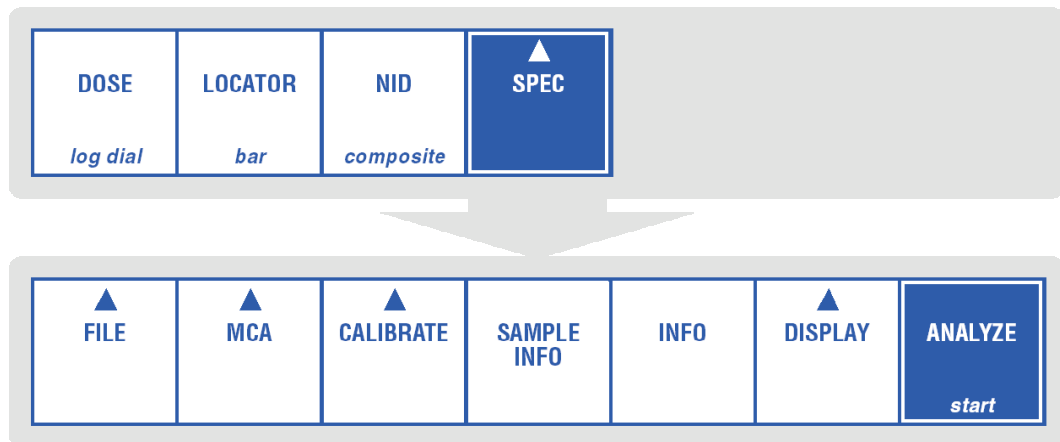 DOSE
log dial
LOCATOR
bar
NID
composite
SPEC
FILE
MCA
CALIBRATE
SAMPLE
INFO
INFO
DISPLAY
ANALYZE
start